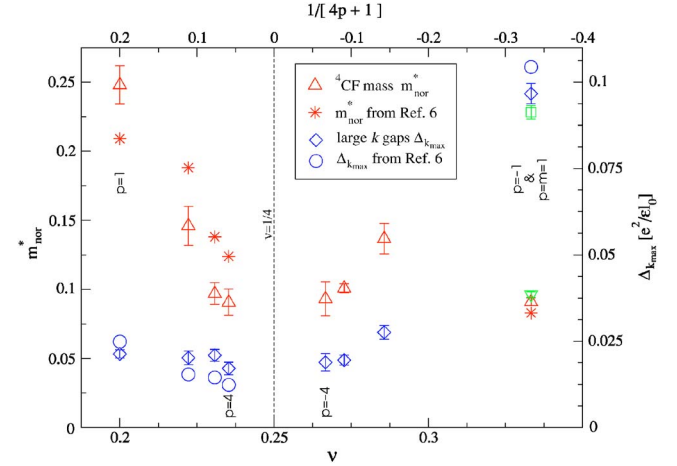 1/[ 4p + 1 ]
0.2 0.1 0 -0.1 -0.2 -0.3 -0.4
0.25
0.2
0.15
0.1
0.05
0
m*nor
⁴CF mass m*nor
m*nor from Ref. 6
large k gaps Δkmax
Δkmax from Ref. 6
p=1
p=4
ν=1/4
p=-4
p=-1
&
p=m=1
0.1
0.075
0.05
0.025
0
Δkmax [e²/εl₀]
0.2 0.25 0.3
ν